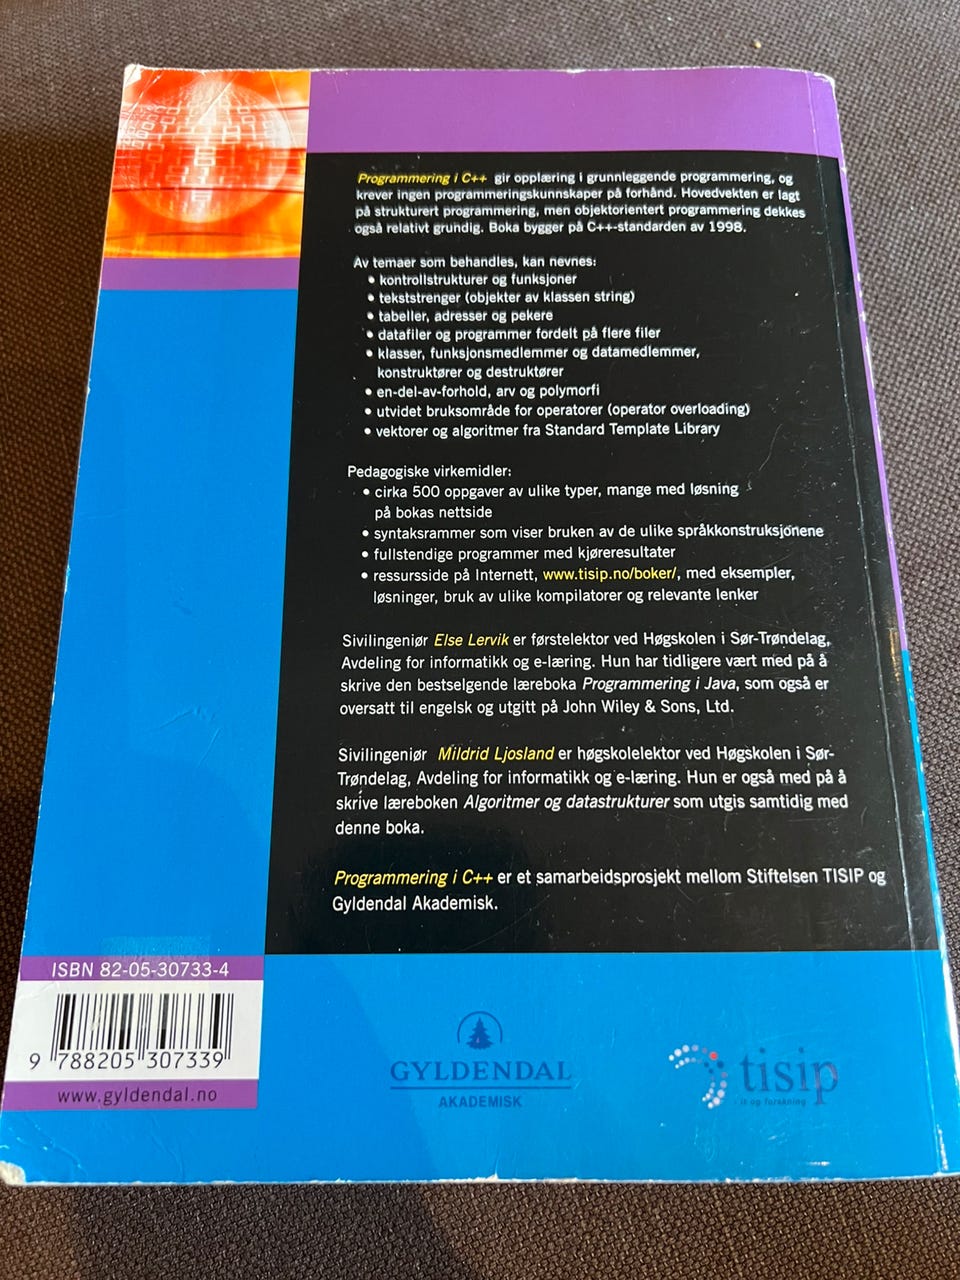 Programmering i C++ gir opplæring i grunnleggende programmering, og
krever ingen programmeringskunnskaper på forhånd. Hovedvekten er lagt
på strukturert programmering, men objektorientert programmering dekkes
også relativt grundig. Boka bygger på C++-standarden av 1998.
Av temaer som behandles, kan nevnes:
• kontrollstrukturer og funksjoner
• tekststrenger (objekter av klassen string)
• tabeller, adresser og pekere
• datafiler og programmer fordelt på flere filer
• klasser, funksjonsmedlemmer og datamedlemmer,
konstruktører og destruktører
• en-del-av-forhold, arv og polymorfi
• utvidet bruksområde for operatorer (operator overloading)
• vektorer og algoritmer fra Standard Template Library
Pedagogiske virkemidler:
• cirka 500 oppgaver av ulike typer, mange med løsning
på bokas nettside
• syntaksrammer som viser bruken av de ulike språkkonstruksjonene
• fullstendige programmer med kjøreresultater
• ressursside på Internett, www.tisip.no/boker/, med eksempler,
løsninger, bruk av ulike kompilatorer og relevante lenker
Sivilingeniør Else Lervik er førstelektor ved Høgskolen i Sør-Trøndelag,
Avdeling for informatikk og e-læring. Hun har tidligere vært med på å
skrive den bestselgende læreboka Programmering i Java, som også er
oversatt til engelsk og utgitt på John Wiley & Sons, Ltd.
Sivilingeniør Mildrid Ljosland er høgskolelektor ved Høgskolen i Sør-
Trøndelag, Avdeling for informatikk og e-læring. Hun er også med på å
skrive læreboken Algoritmer og datastrukturer som utgis samtidig med
denne boka.
Programmering i C++ er et samarbeidsprosjekt mellom Stiftelsen TISIP og
Gyldendal Akademisk.
ISBN 82-05-30733-4
9 788205 307339
www.gyldendal.no
GYLDENDAL
AKADEMISK
tisip
it og forskning